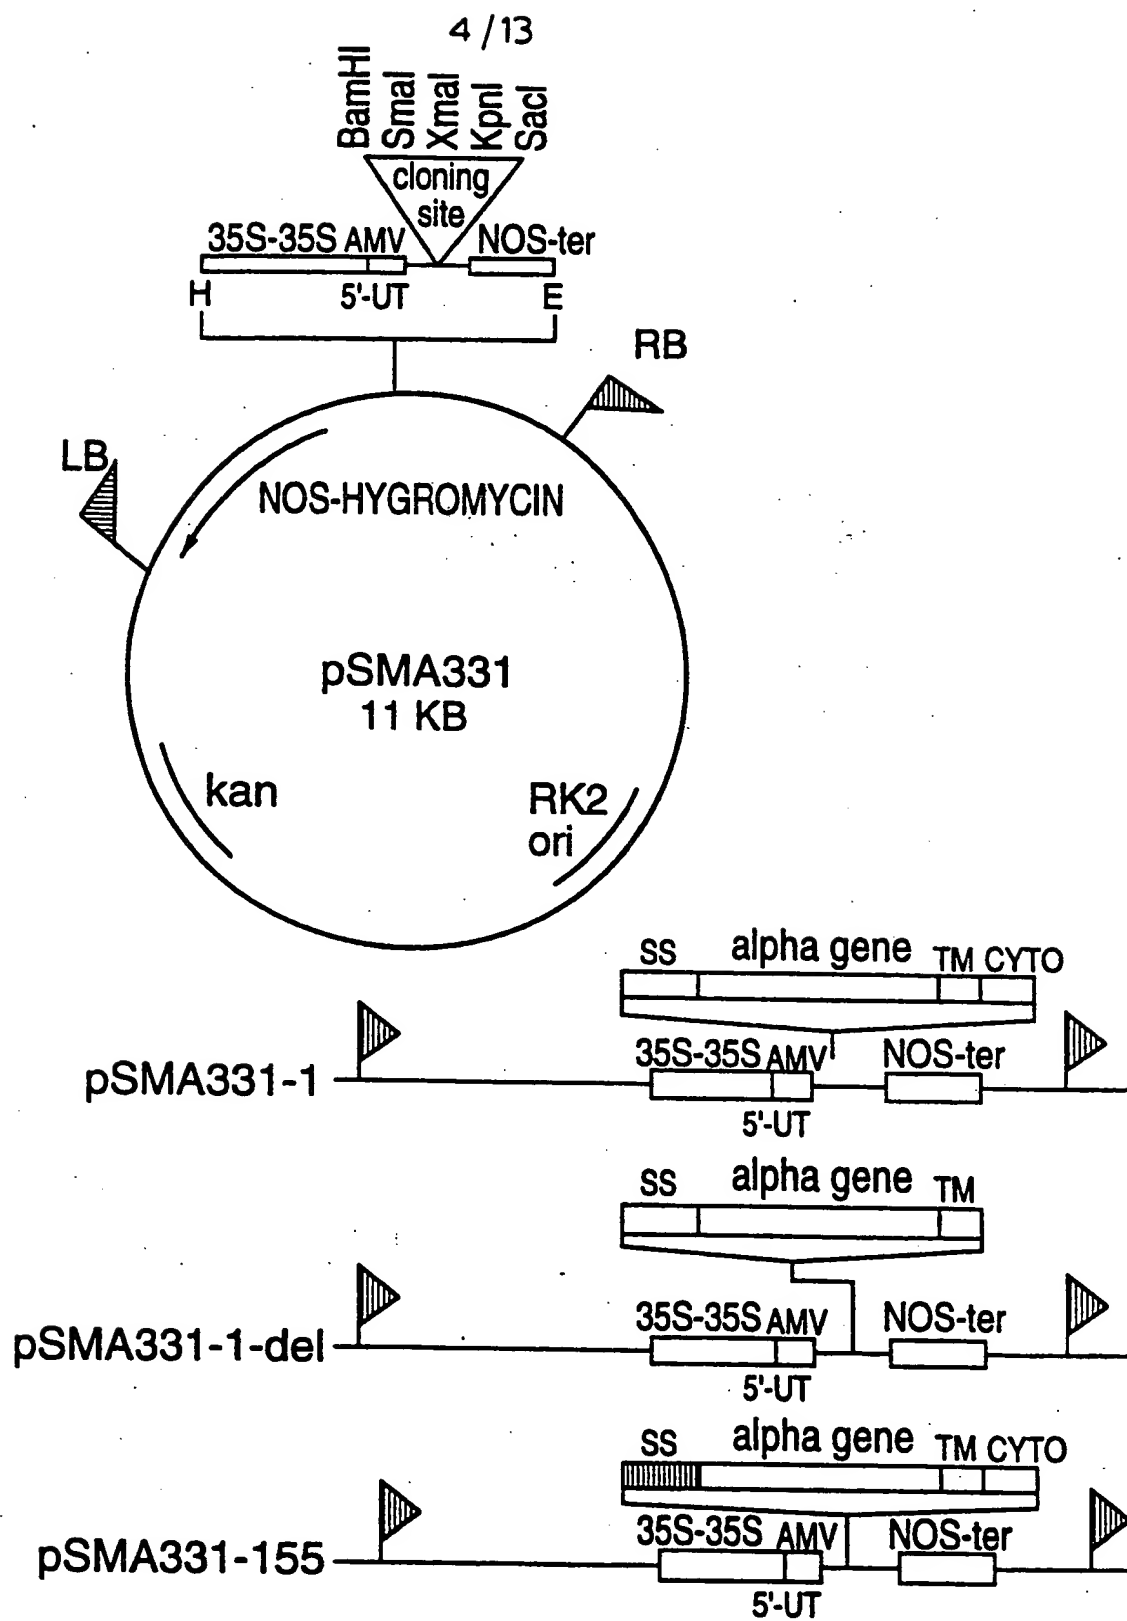 4/13
BamHI
SmaI
XmaI
KpnI
SacI
cloning
site
35S-35S AMV NOS-ter
H 5'-UT E
RB
LB
NOS-HYGROMYCIN
pSMA331
11 KB
kan
RK2
ori
SS alpha gene TM CYTO
35S-35S AMV NOS-ter
pSMA331-1
5'-UT
SS alpha gene TM
35S-35S AMV NOS-ter
pSMA331-1-del
5'-UT
SS alpha gene TM CYTO
35S-35S AMV NOS-ter
pSMA331-155
5'-UT